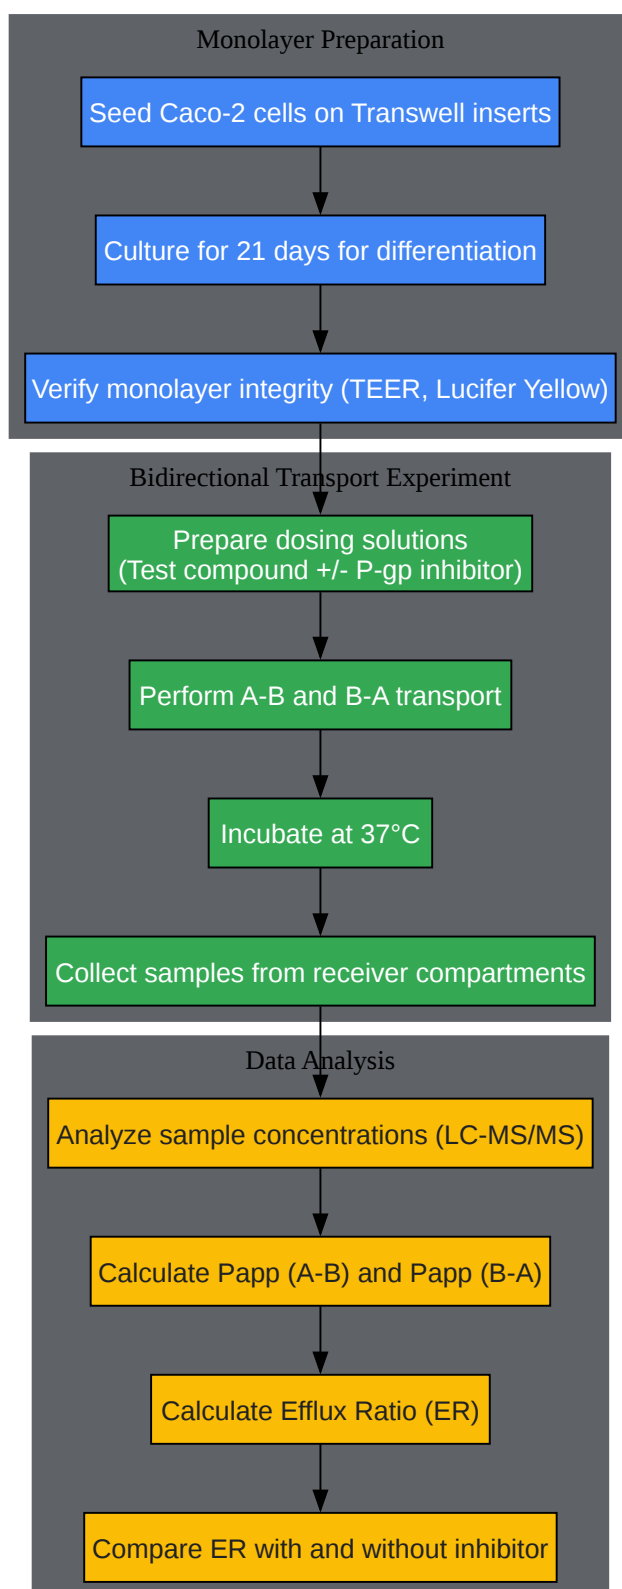 Monolayer Preparation
Seed Caco-2 cells on Transwell inserts
Culture for 21 days for differentiation
Verify monolayer integrity (TEER, Lucifer Yellow)
Bidirectional Transport Experiment
Prepare dosing solutions
(Test compound +/- P-gp inhibitor)
Perform A-B and B-A transport
Incubate at 37°C
Collect samples from receiver compartments
Data Analysis
Analyze sample concentrations (LC-MS/MS)
Calculate Papp (A-B) and Papp (B-A)
Calculate Efflux Ratio (ER)
Compare ER with and without inhibitor